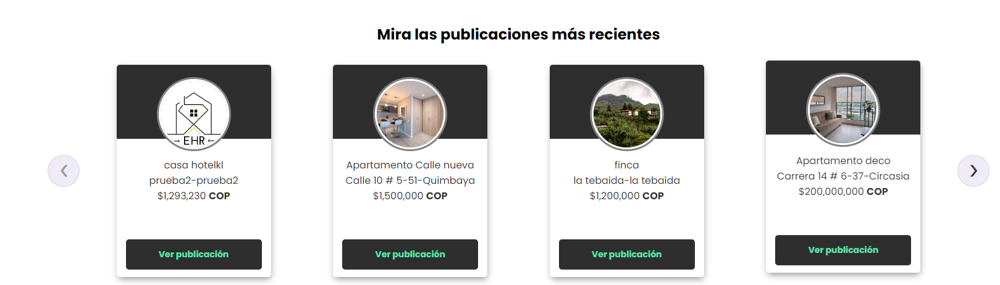 Mira las publicaciones más recientes
EHR
casa hotelkl
prueba2-prueba2
$1,293,230 COP
Ver publicación
Apartamento Calle nueva
Calle 10 # 5-51-Quimbaya
$1,500,000 COP
Ver publicación
finca
la tebaida-la tebaida
$1,200,000 COP
Ver publicación
Apartamento deco
Carrera 14 # 6-37-Circasia
$200,000,000 COP
Ver publicación